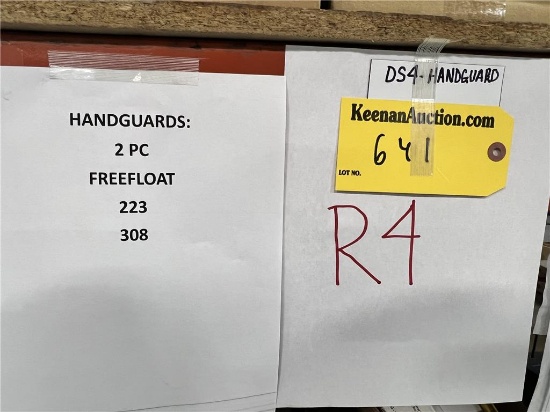 HANDGUARDS:
2 PC
FREEFLOAT
223
308
DS4-HANDGUARD
KeenanAuction.com
641
LOT NO.
R4